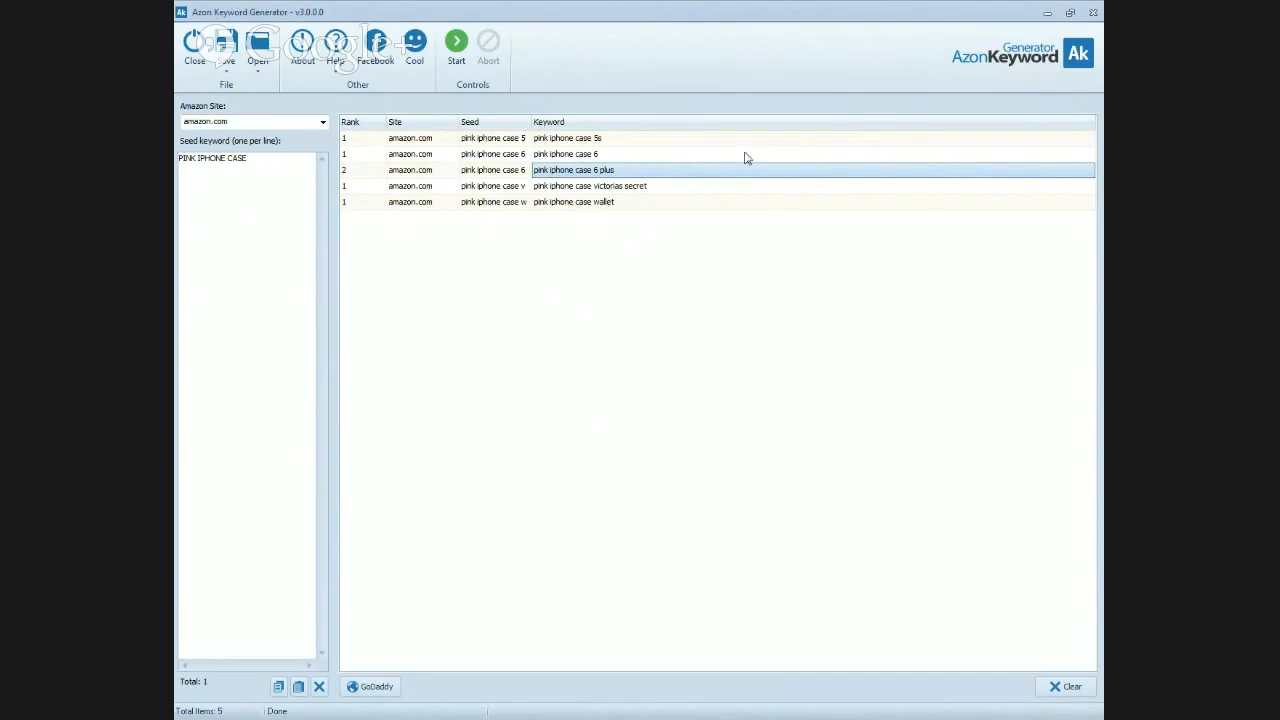 Ak Azon Keyword Generator - v3.0.0.0
Google+
Close Save Open About Help Facebook Cool Start Abort
File Other Controls
Generator
AzonKeyword Ak
Amazon Site:
amazon.com
Seed keyword (one per line):
PINK IPHONE CASE
Rank Site Seed Keyword
1 amazon.com pink iphone case 5 pink iphone case 5s
1 amazon.com pink iphone case 6 pink iphone case 6
2 amazon.com pink iphone case 6 pink iphone case 6 plus
1 amazon.com pink iphone case v pink iphone case victorias secret
1 amazon.com pink iphone case w pink iphone case wallet
Total: 1
GoDaddy
Clear
Total Items: 5 Done